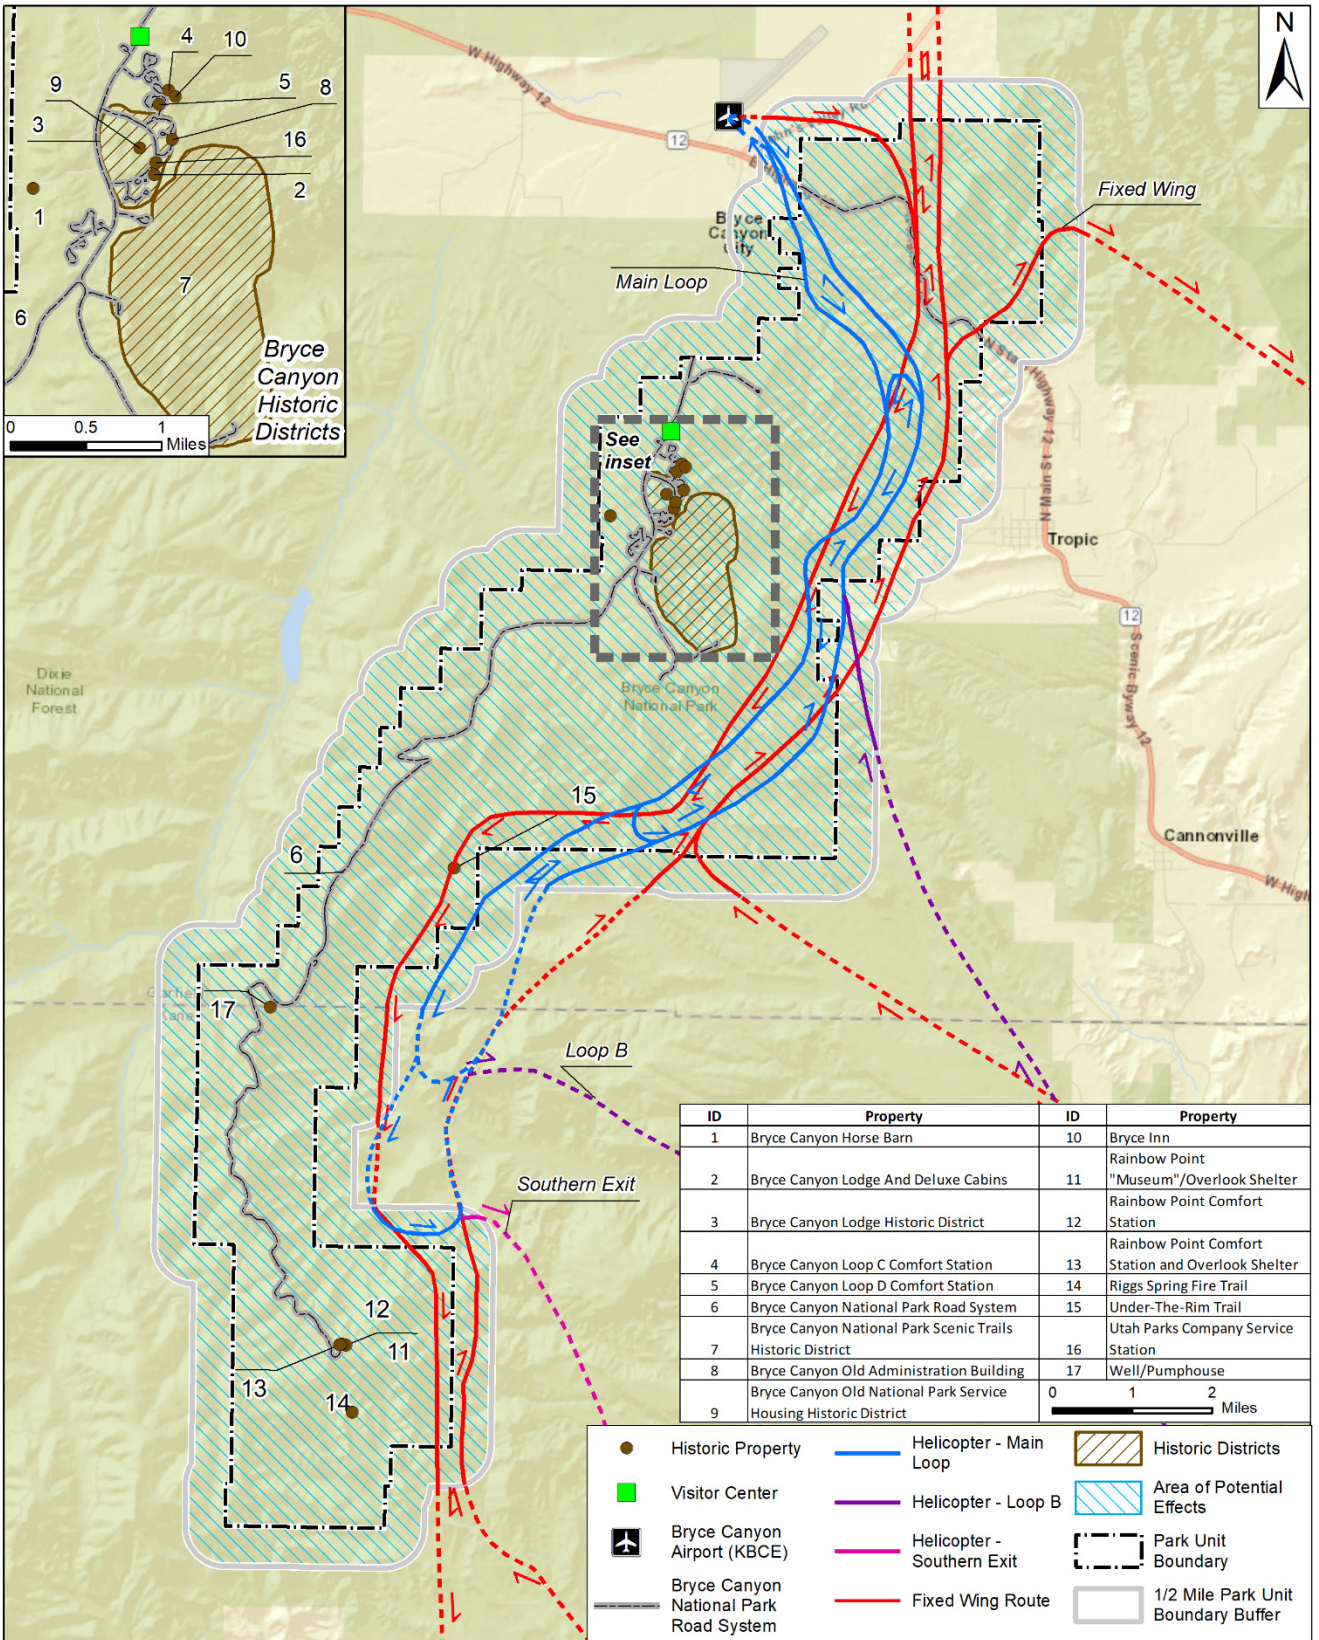 4
10
9
5
8
3
16
2
1
7
6
Bryce
Canyon
Historic
Districts
0 0.5 1
Miles
N
W Highway 12
12
John's Valley Ro
Bryce
Canyon
City
Main Loop
Fixed Wing
See
inset
N Main St
Highway 12
Tropic
12
Scenic Byway 12
Cannonville
W High
Dixie
National
Forest
Bryce Canyon
National Park
15
6
17
Kane
Loop B
Southern Exit
12
11
13
14
ID Property ID Property
1 Bryce Canyon Horse Barn 10 Bryce Inn
2 Bryce Canyon Lodge And Deluxe Cabins 11 Rainbow Point
"Museum"/Overlook Shelter
3 Bryce Canyon Lodge Historic District 12 Rainbow Point Comfort
Station
4 Bryce Canyon Loop C Comfort Station 13 Rainbow Point Comfort
Station and Overlook Shelter
5 Bryce Canyon Loop D Comfort Station 14 Riggs Spring Fire Trail
6 Bryce Canyon National Park Road System 15 Under-The-Rim Trail
7 Bryce Canyon National Park Scenic Trails
Historic District 16 Utah Parks Company Service
Station
8 Bryce Canyon Old Administration Building 17 Well/Pumphouse
9 Bryce Canyon Old National Park Service
Housing Historic District
0 1 2
Miles
Historic Property
Visitor Center
Bryce Canyon
Airport (KBCE)
Bryce Canyon
National Park
Road System
Helicopter - Main
Loop
Helicopter - Loop B
Helicopter -
Southern Exit
Fixed Wing Route
Historic Districts
Area of Potential
Effects
Park Unit
Boundary
1/2 Mile Park Unit
Boundary Buffer